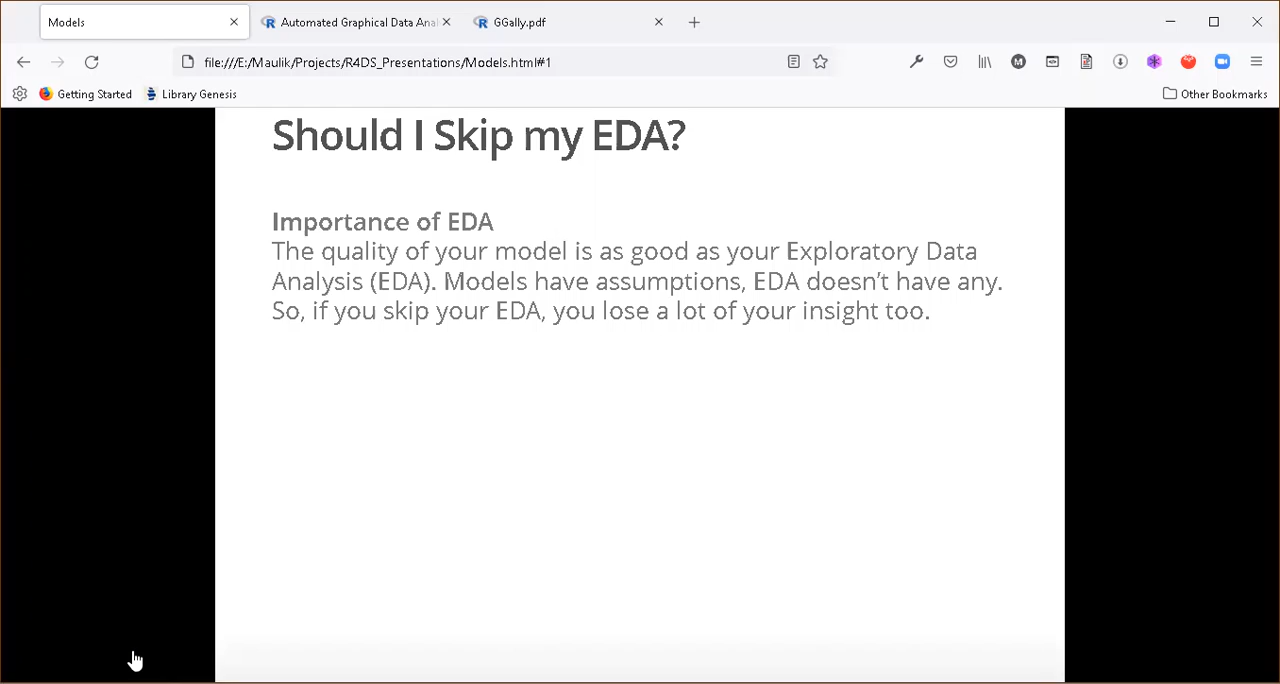 Models
Automated Graphical Data Anal
GGally.pdf
file:///E:/Maulik/Projects/R4DS_Presentations/Models.html#1
Getting Started
Library Genesis
Other Bookmarks
Should I Skip my EDA?
Importance of EDA
The quality of your model is as good as your Exploratory Data
Analysis (EDA). Models have assumptions, EDA doesn’t have any.
So, if you skip your EDA, you lose a lot of your insight too.